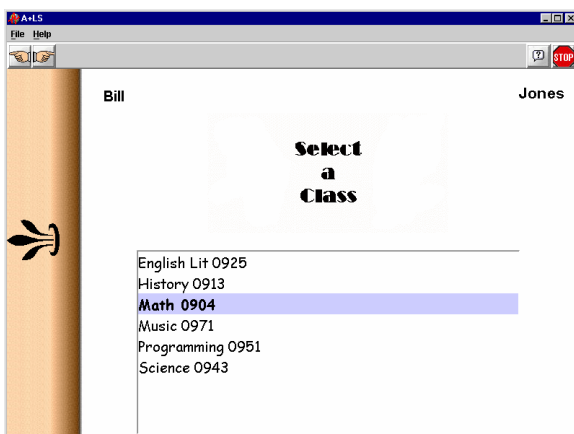 A+LS
File Help
? STOP
Bill Jones
Select
a
Class
English Lit 0925
History 0913
Math 0904
Music 0971
Programming 0951
Science 0943